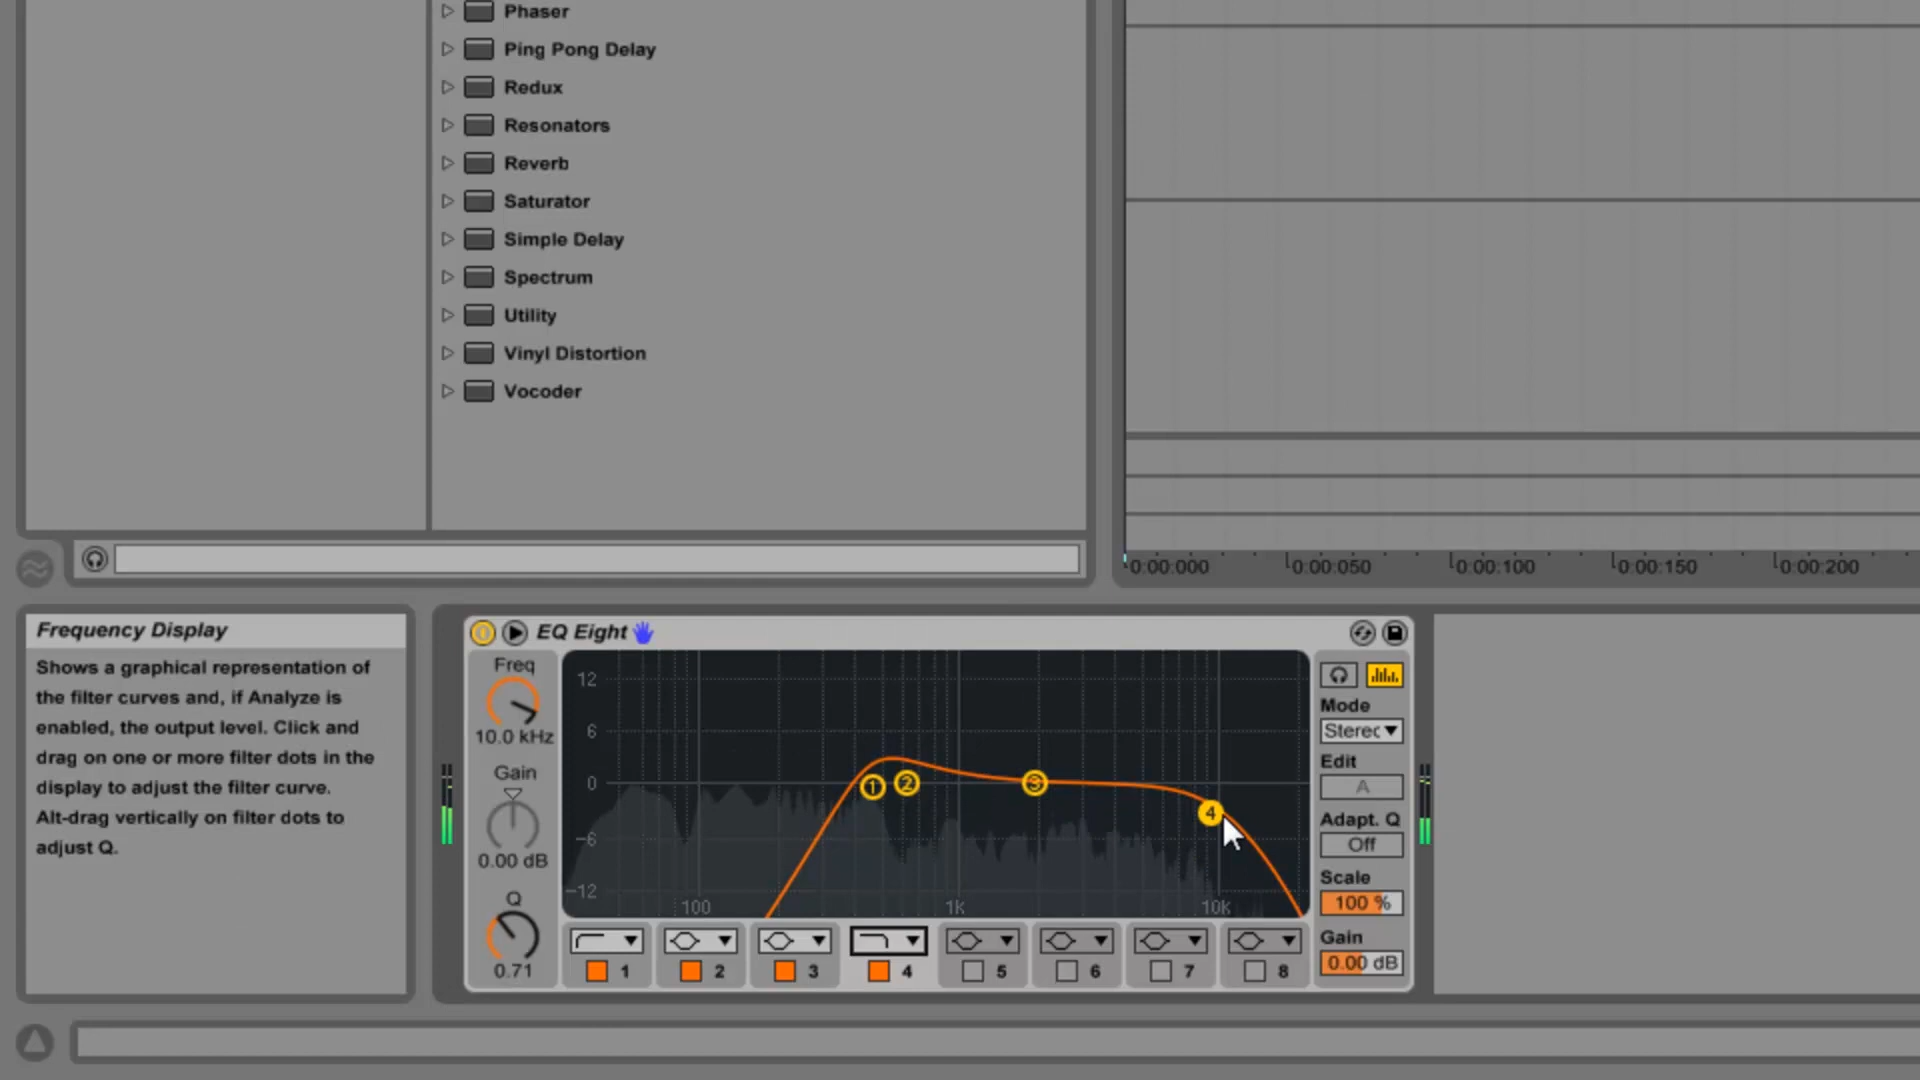 Phaser
Ping Pong Delay
Redux
Resonators
Reverb
Saturator
Simple Delay
Spectrum
Utility
Vinyl Distortion
Vocoder
0:00:000 0:00:050 0:00:100 0:00:150 0:00:200
Frequency Display
Shows a graphical representation of
the filter curves and, if Analyze is
enabled, the output level. Click and
drag on one or more filter dots in the
display to adjust the filter curve.
Alt-drag vertically on filter dots to
adjust Q.
EQ Eight
Freq
10.0 kHz
Gain
0.00 dB
Q
0.71
12
6
0
-6
-12
1 2 3 4
100 1K 10K
1 2 3 4 5 6 7 8
Mode
Stereo
Edit
A
Adapt. Q
Off
Scale
100 %
Gain
0.00 dB